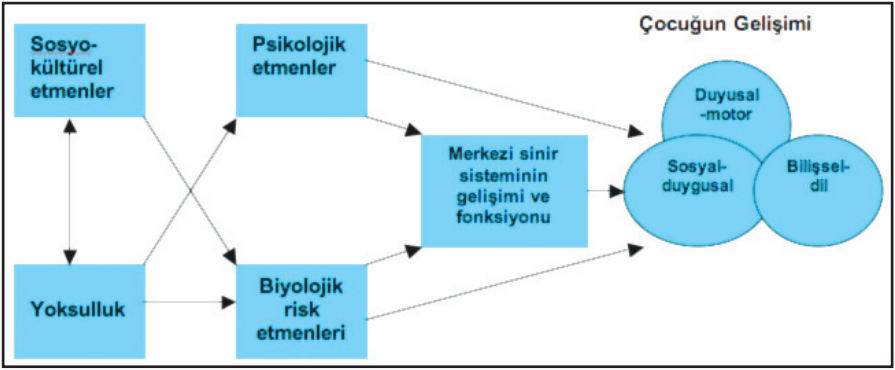 Çocuğun Gelişimi
Sosyo-
kültürel
etmenler
Psikolojik
etmenler
Duyusal
-motor
Merkezi sinir
sisteminin
gelişimi ve
fonksiyonu
Sosyal-
duygusal
Bilişsel-
dil
Yoksulluk
Biyolojik
risk
etmenleri